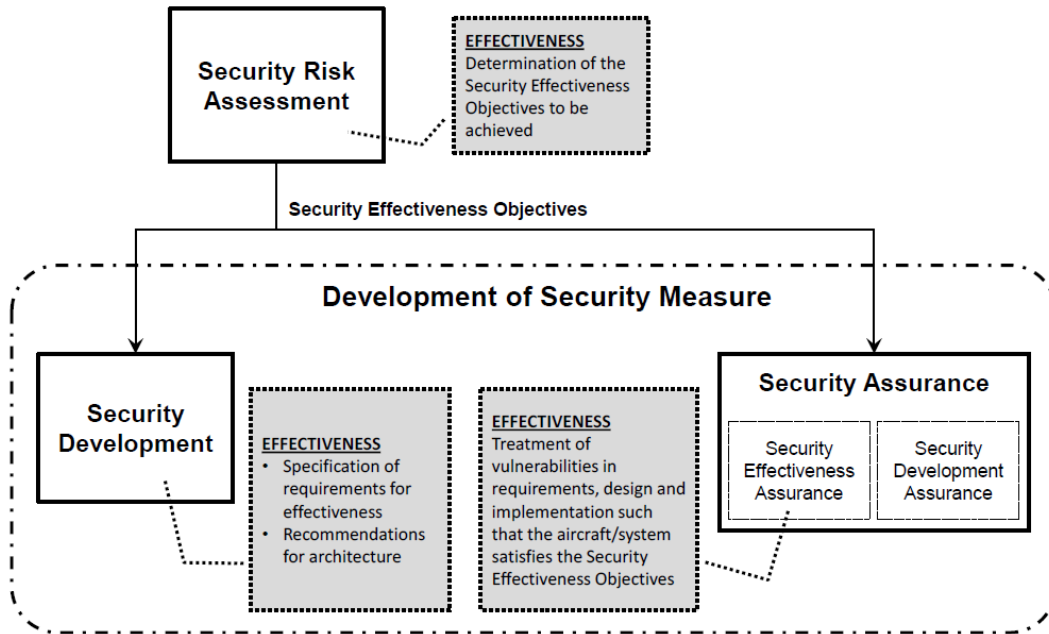 Security Risk
Assessment
EFFECTIVENESS
Determination of the
Security Effectiveness
Objectives to be
achieved
Security Effectiveness Objectives
Development of Security Measure
Security
Development
EFFECTIVENESS
• Specification of
requirements for
effectiveness
• Recommendations
for architecture
EFFECTIVENESS
Treatment of
vulnerabilities in
requirements, design and
implementation such
that the aircraft/system
satisfies the Security
Effectiveness Objectives
Security Assurance
Security
Effectiveness
Assurance
Security
Development
Assurance